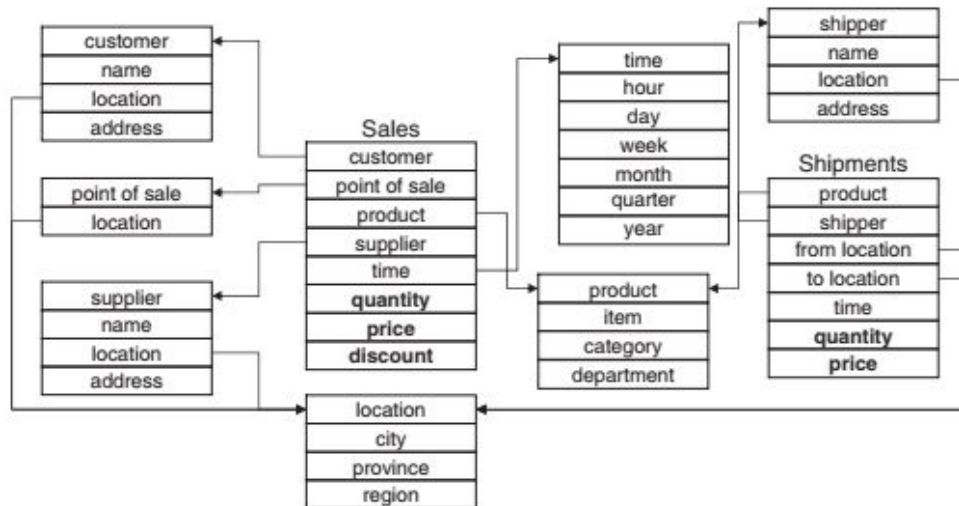 customer
name
location
address
point of sale
location
supplier
name
location
address
Sales
customer
point of sale
product
supplier
time
quantity
price
discount
location
city
province
region
time
hour
day
week
month
quarter
year
product
item
category
department
shipper
name
location
address
Shipments
product
shipper
from location
to location
time
quantity
price